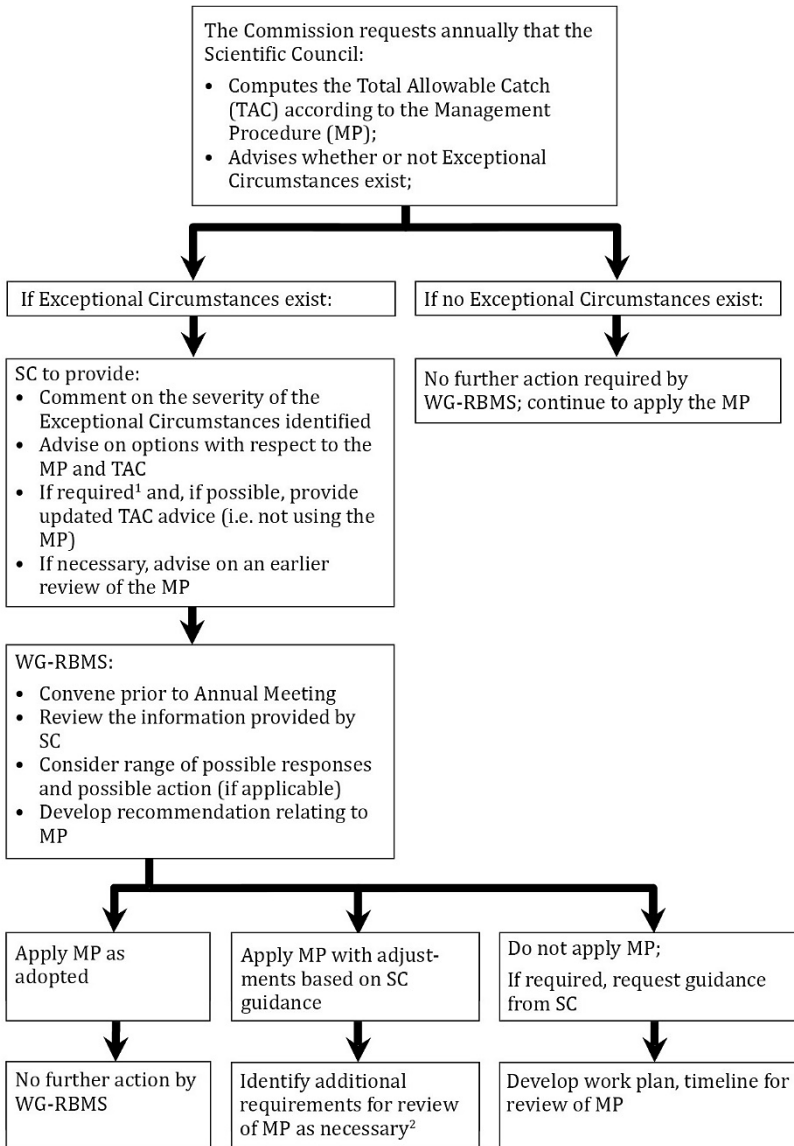 The Commission requests annually that the
Scientific Council:
• Computes the Total Allowable Catch
(TAC) according to the Management
Procedure (MP);
• Advises whether or not Exceptional
Circumstances exist;
If Exceptional Circumstances exist:
If no Exceptional Circumstances exist:
SC to provide:
• Comment on the severity of the
Exceptional Circumstances identified
• Advise on options with respect to the
MP and TAC
• If required¹ and, if possible, provide
updated TAC advice (i.e. not using the
MP)
• If necessary, advise on an earlier
review of the MP
No further action required by
WG-RBMS; continue to apply the MP
WG-RBMS:
• Convene prior to Annual Meeting
• Review the information provided by
SC
• Consider range of possible responses
and possible action (if applicable)
• Develop recommendation relating to
MP
Apply MP as
adopted
Apply MP with adjust-
ments based on SC
guidance
Do not apply MP;
If required, request guidance
from SC
No further action by
WG-RBMS
Identify additional
requirements for review
of MP as necessary²
Develop work plan, timeline for
review of MP